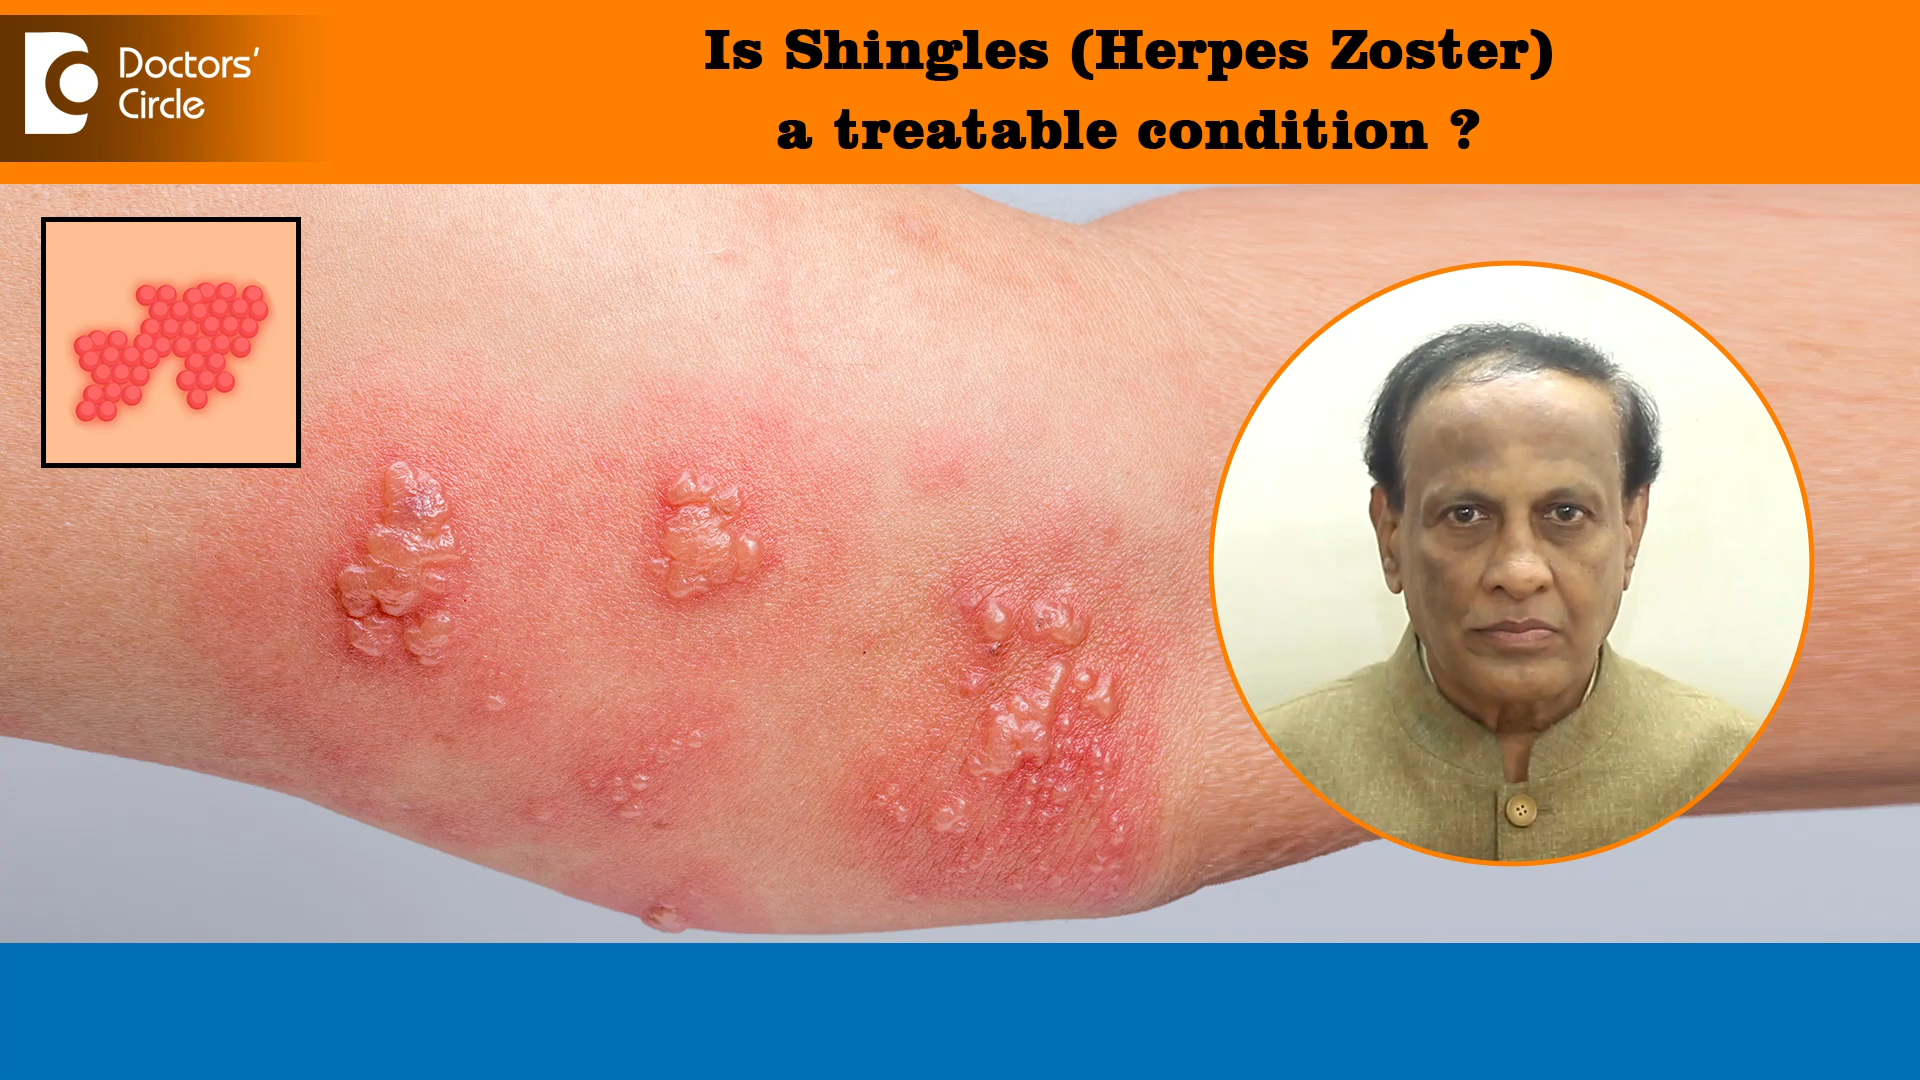 Doctors'
Circle
Is Shingles (Herpes Zoster)
a treatable condition ?